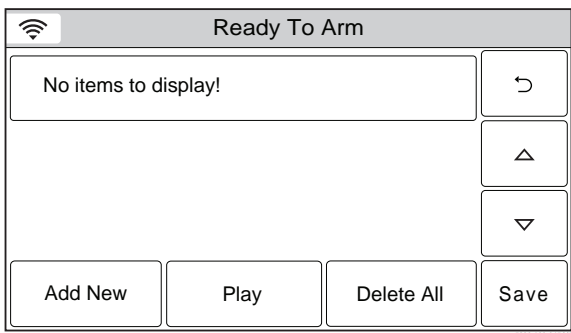 Ready To Arm
No items to display!
Add New
Play
Delete All
Save